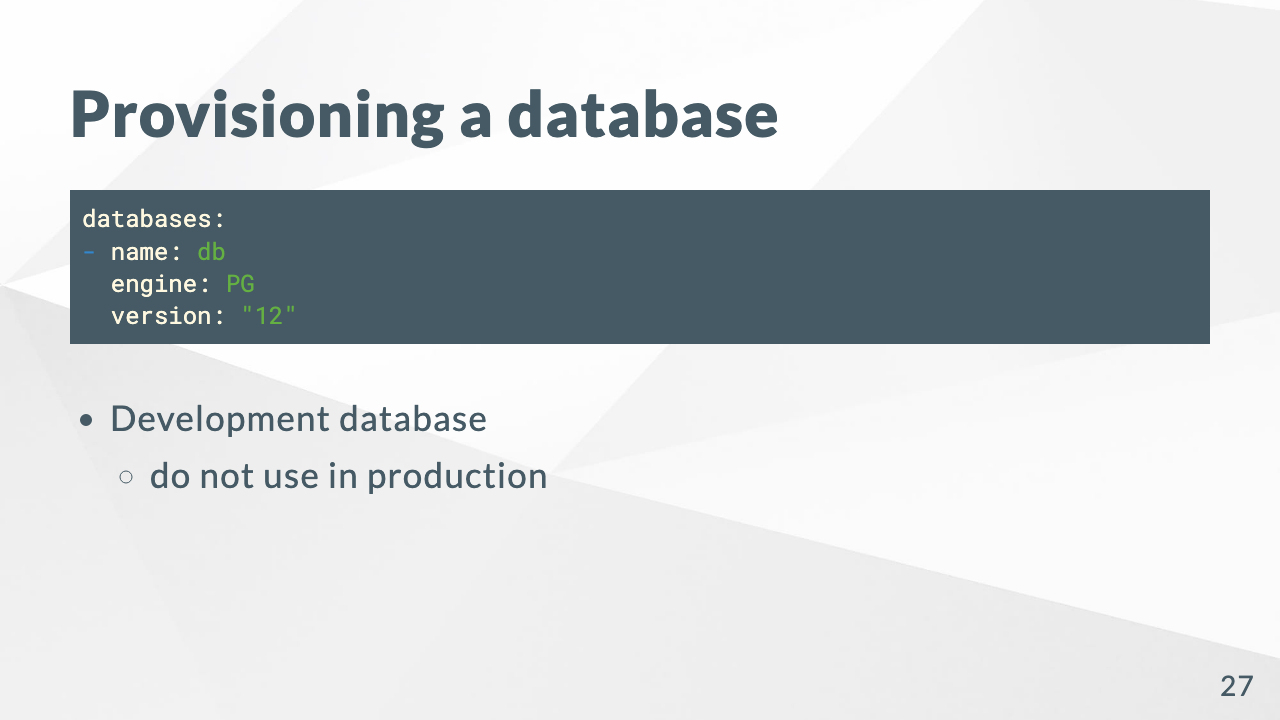 Provisioning a database
databases:
- name: db
  engine: PG
  version: "12"
• Development database
○ do not use in production
27